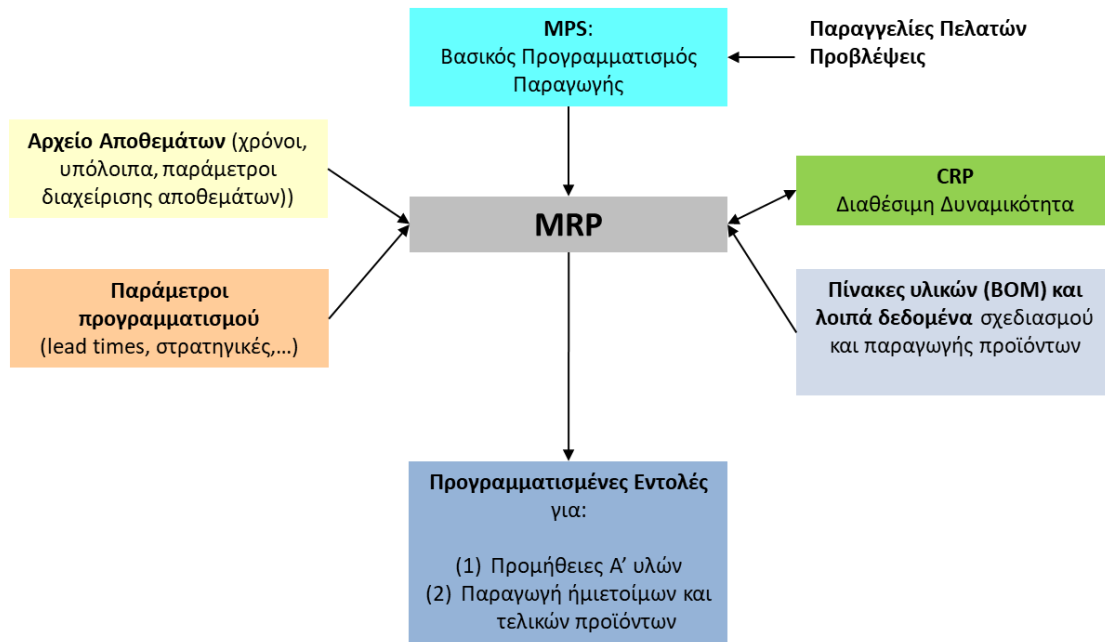 MPS:
Βασικός Προγραμματισμός
Παραγωγής
Παραγγελίες Πελατών
Προβλέψεις
Αρχείο Αποθεμάτων (χρόνοι,
υπόλοιπα, παράμετροι
διαχείρισης αποθεμάτων))
MRP
CRP
Διαθέσιμη Δυναμικότητα
Παράμετροι
προγραμματισμού
(lead times, στρατηγικές,...)
Πίνακες υλικών (BOM) και
λοιπά δεδομένα σχεδιασμού
και παραγωγής προϊόντων
Προγραμματισμένες Εντολές
για:
(1) Προμήθειες Α’ υλών
(2) Παραγωγή ήμιετοίμων και
τελικών προϊόντων